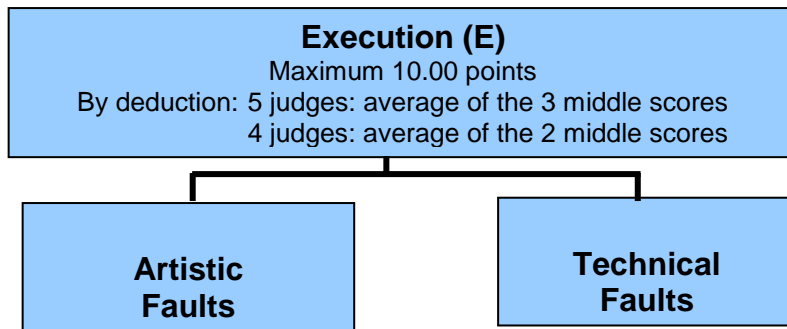 Execution (E)
Maximum 10.00 points
By deduction: 5 judges: average of the 3 middle scores
4 judges: average of the 2 middle scores
Artistic
Faults
Technical
Faults